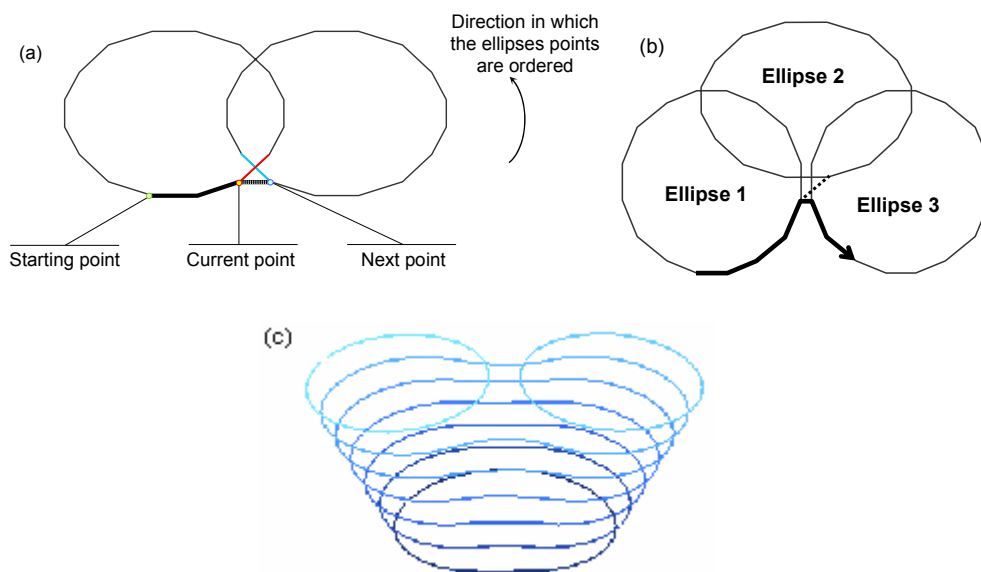 (a)
Direction in which
the ellipses points
are ordered
Starting point
Current point
Next point
(b)
Ellipse 2
Ellipse 1
Ellipse 3
(c)